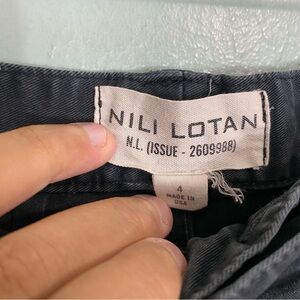 NILI LOTAN
N.L. (ISSUE - 2609988)
4
MADE IN
USA